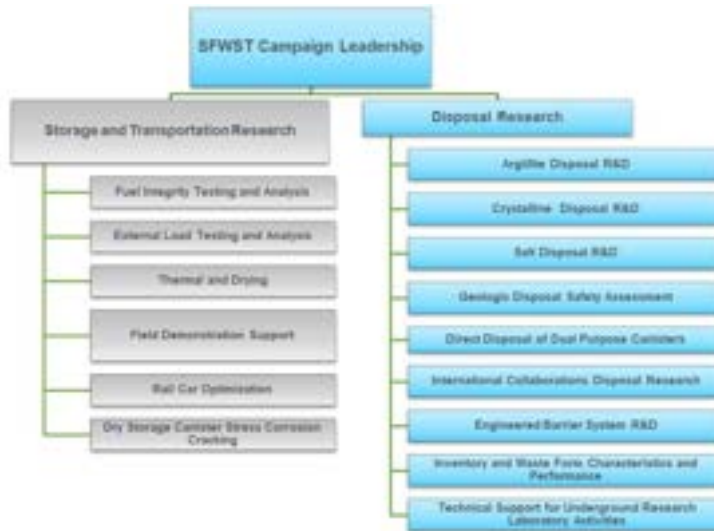 SFWST Campaign Leadership
Storage and Transportation Research
Fuel Integrity Testing and Analysis
External Load Testing and Analysis
Thermal and Drying
Field Demonstration Support
Rail Car Optimization
Dry Storage Canister Stress Corrosion
Cracking
Disposal Research
Argillite Disposal R&D
Crystalline Disposal R&D
Salt Disposal R&D
Geologic Disposal Safety Assessment
Direct Disposal of Dual Purpose Canisters
International Collaborations Disposal Research
Engineered Barrier System R&D
Inventory and Waste Form Characteristics and
Performance
Technical Support for Underground Research
Laboratory Activities